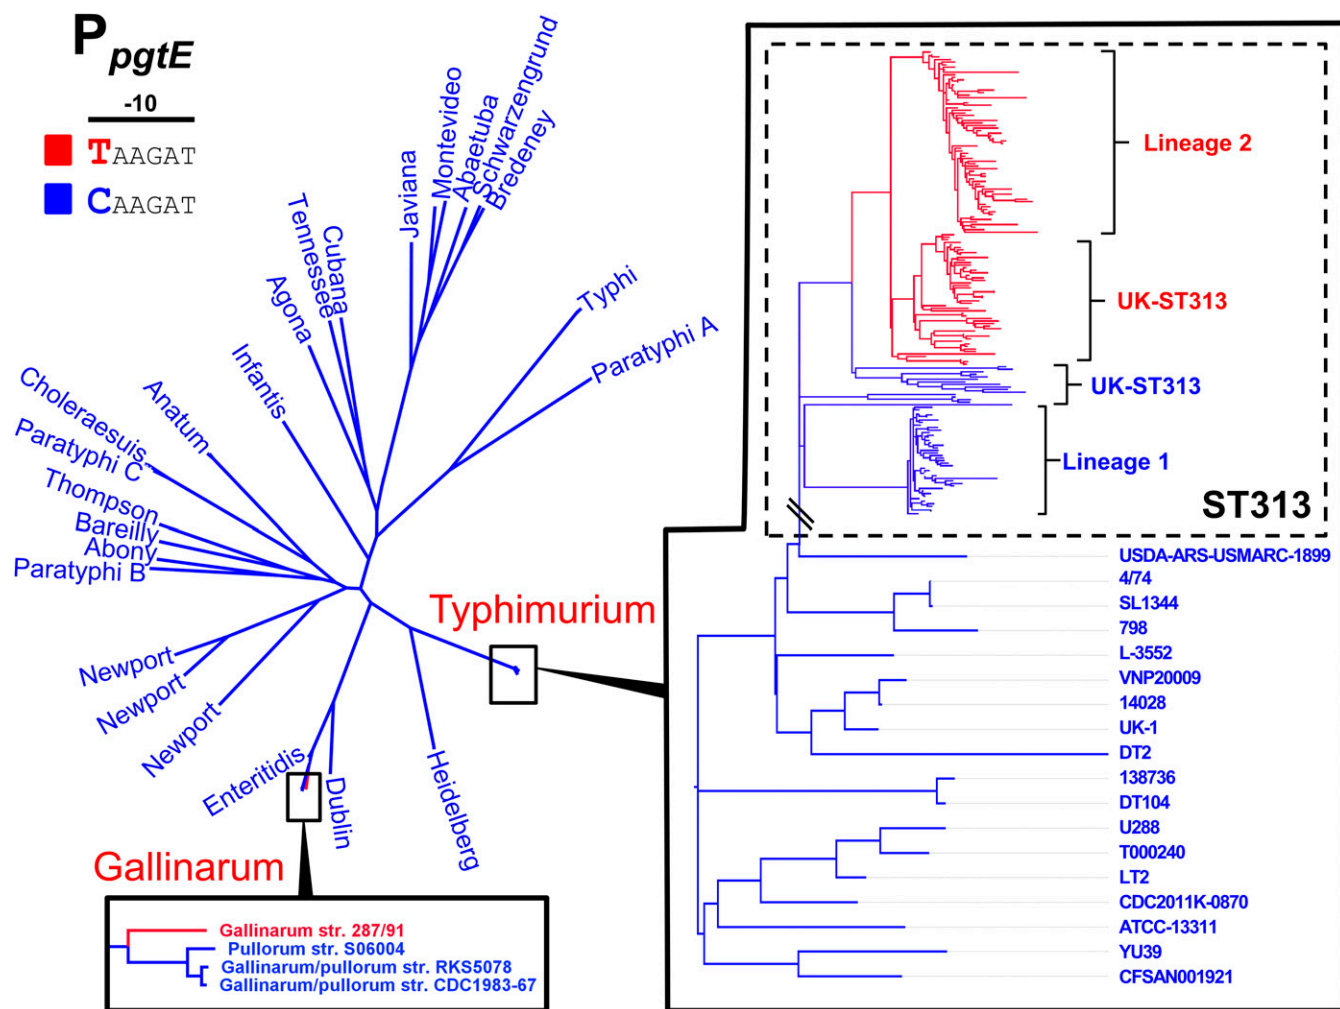 P pgtE
-10
TAAGAT
CAAGAT
Javiana
Montevideo
Abaetuba
Schwarzengrund
Bredeney
Tennessee
Cubana
Agona
Infantis
Anatum
Choleraesuis
Paratyphi C
Thompson
Bareilly
Abony
Paratyphi B
Newport
Newport
Newport
Enteritidis
Dublin
Heidelberg
Typhi
Paratyphi A
Typhimurium
Gallinarum
Gallinarum str. 287/91
Pullorum str. S06004
Gallinarum/pullorum str. RKS5078
Gallinarum/pullorum str. CDC1983-67
Lineage 2
UK-ST313
UK-ST313
Lineage 1
ST313
USDA-ARS-USMARC-1899
4/74
SL1344
798
L-3552
VNP20009
14028
UK-1
DT2
138736
DT104
U288
T000240
LT2
CDC2011K-0870
ATCC-13311
YU39
CFSAN001921